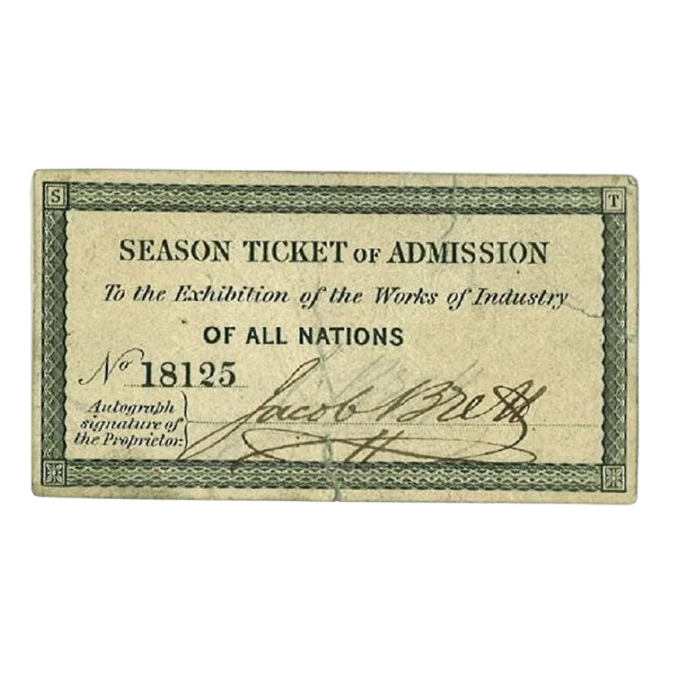 S T
SEASON TICKET OF ADMISSION
To the Exhibition of the Works of Industry
OF ALL NATIONS
No 18125
Autograph
signature of
the Proprietor:
Jacob Brett